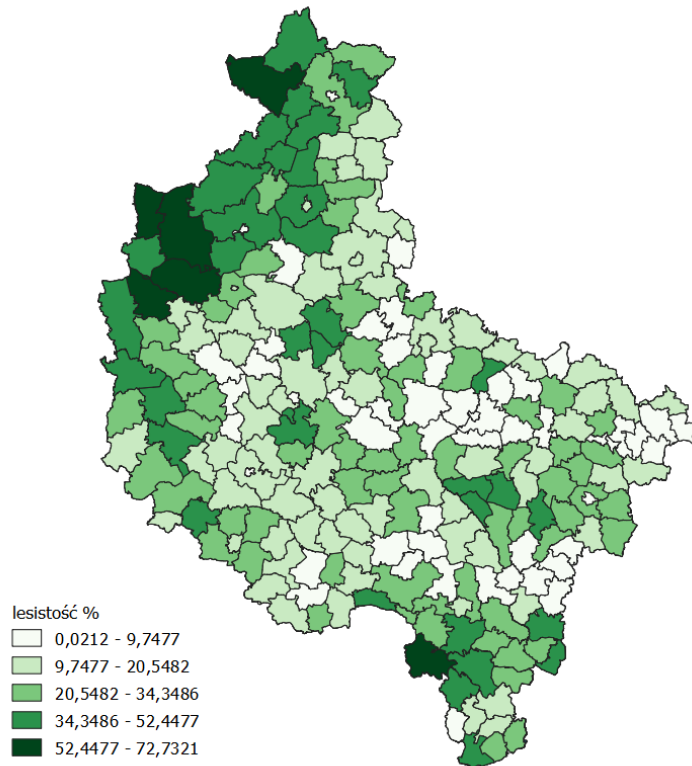 lesistość %
0,0212 - 9,7477
9,7477 - 20,5482
20,5482 - 34,3486
34,3486 - 52,4477
52,4477 - 72,7321